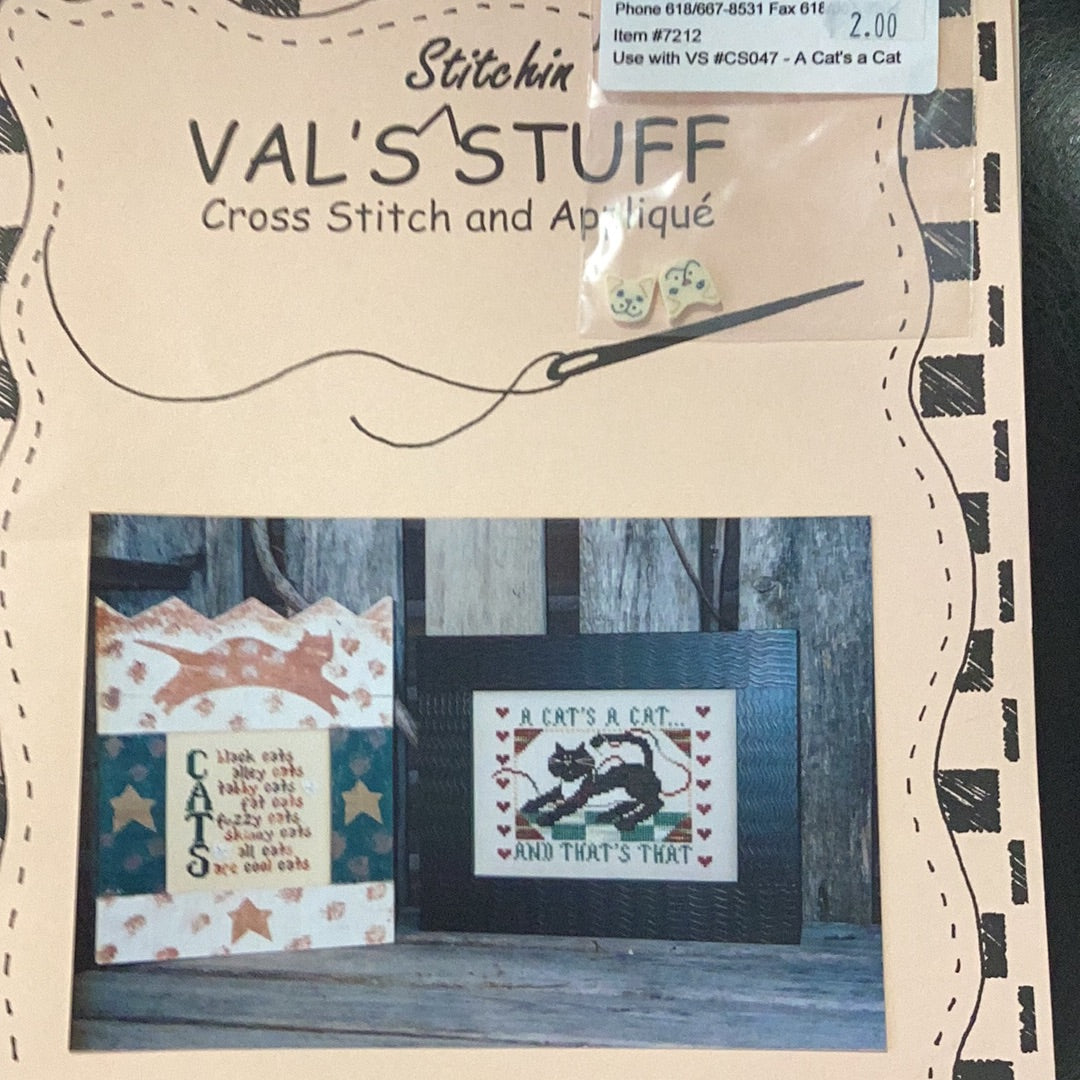 Phone 618/667-8531 Fax 618
2.00
Item #7212
Use with VS #CS047 - A Cat's a Cat
Stitchin
VAL'S STUFF
Cross Stitch and Appliqué
CATS
black cats
alley cats
tabby cats
fat cats
fuzzy cats
skinny cats
all cats
are cool cats
A CAT'S A CAT...
AND THAT'S THAT